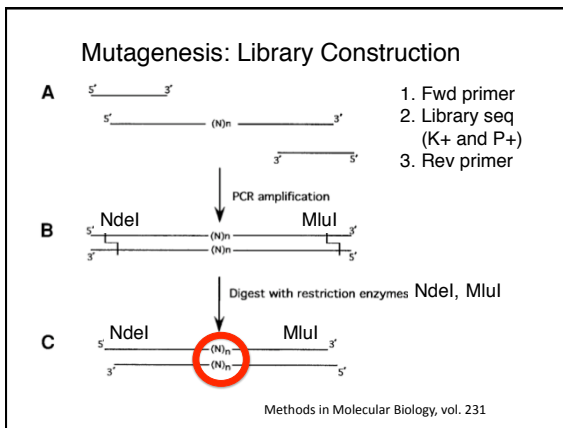 Mutagenesis: Library Construction
A
5' 3'
5' (N)n 3'
3' 5'
1. Fwd primer
2. Library seq
(K+ and P+)
3. Rev primer
PCR amplification
NdeI MluI
B
5' (N)n 3'
3' (N)n 5'
Digest with restriction enzymes NdeI, MluI
NdeI MluI
C
5' (N)n 3'
3' (N)n 5'
Methods in Molecular Biology, vol. 231